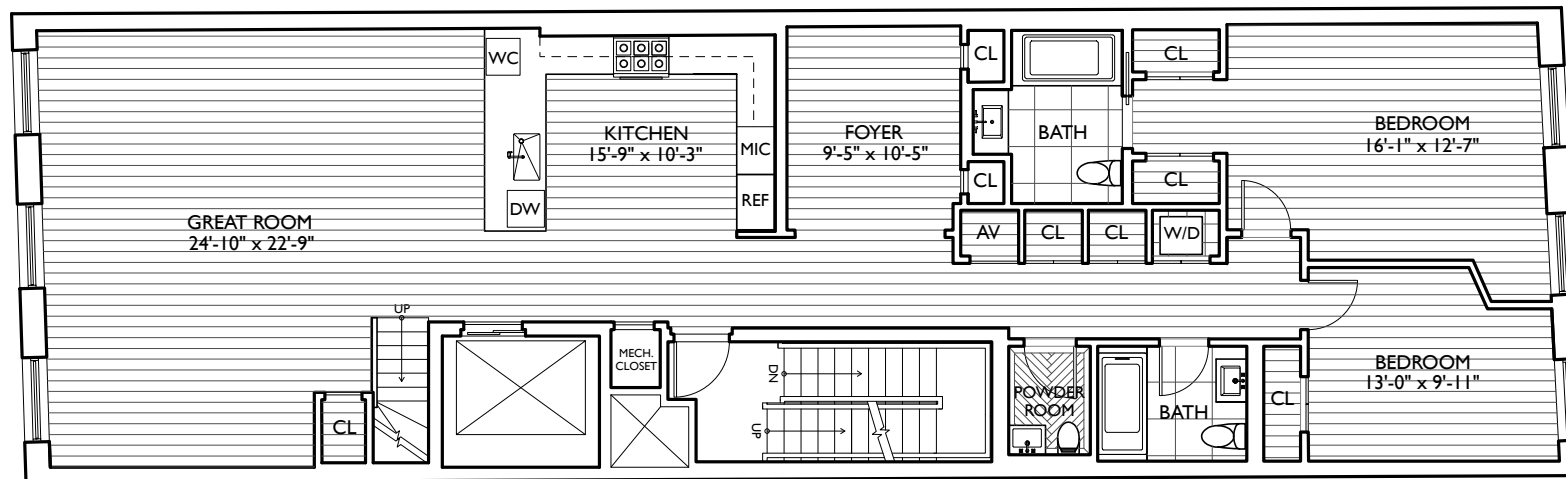 WC
KITCHEN
15'-9" x 10'-3"
MIC
REF
DW
GREAT ROOM
24'-10" x 22'-9"
FOYER
9'-5" x 10'-5"
CL
CL
BATH
CL
CL
BEDROOM
16'-1" x 12'-7"
AV
CL
CL
W/D
UP
CL
MECH.
CLOSET
DN
UP
POWDER
ROOM
BATH
CL
BEDROOM
13'-0" x 9'-11"